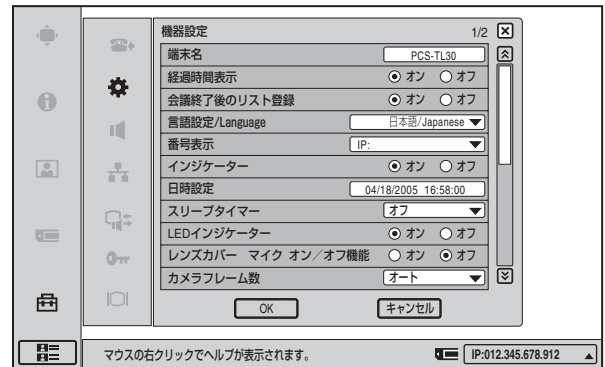 機器設定 1/2
端末名 PCS-TL30
経過時間表示 オン オフ
会議終了後のリスト登録 オン オフ
言語設定/Language 日本語/Japanese
番号表示 IP:
インジケーター オン オフ
日時設定 04/18/2005 16:58:00
スリープタイマー オフ
LEDインジケーター オン オフ
レンズカバー マイク オン/オフ機能 オン オフ
カメラフレーム数 オート
OK キャンセル
マウスの右クリックでヘルプが表示されます。 IP:012.345.678.912